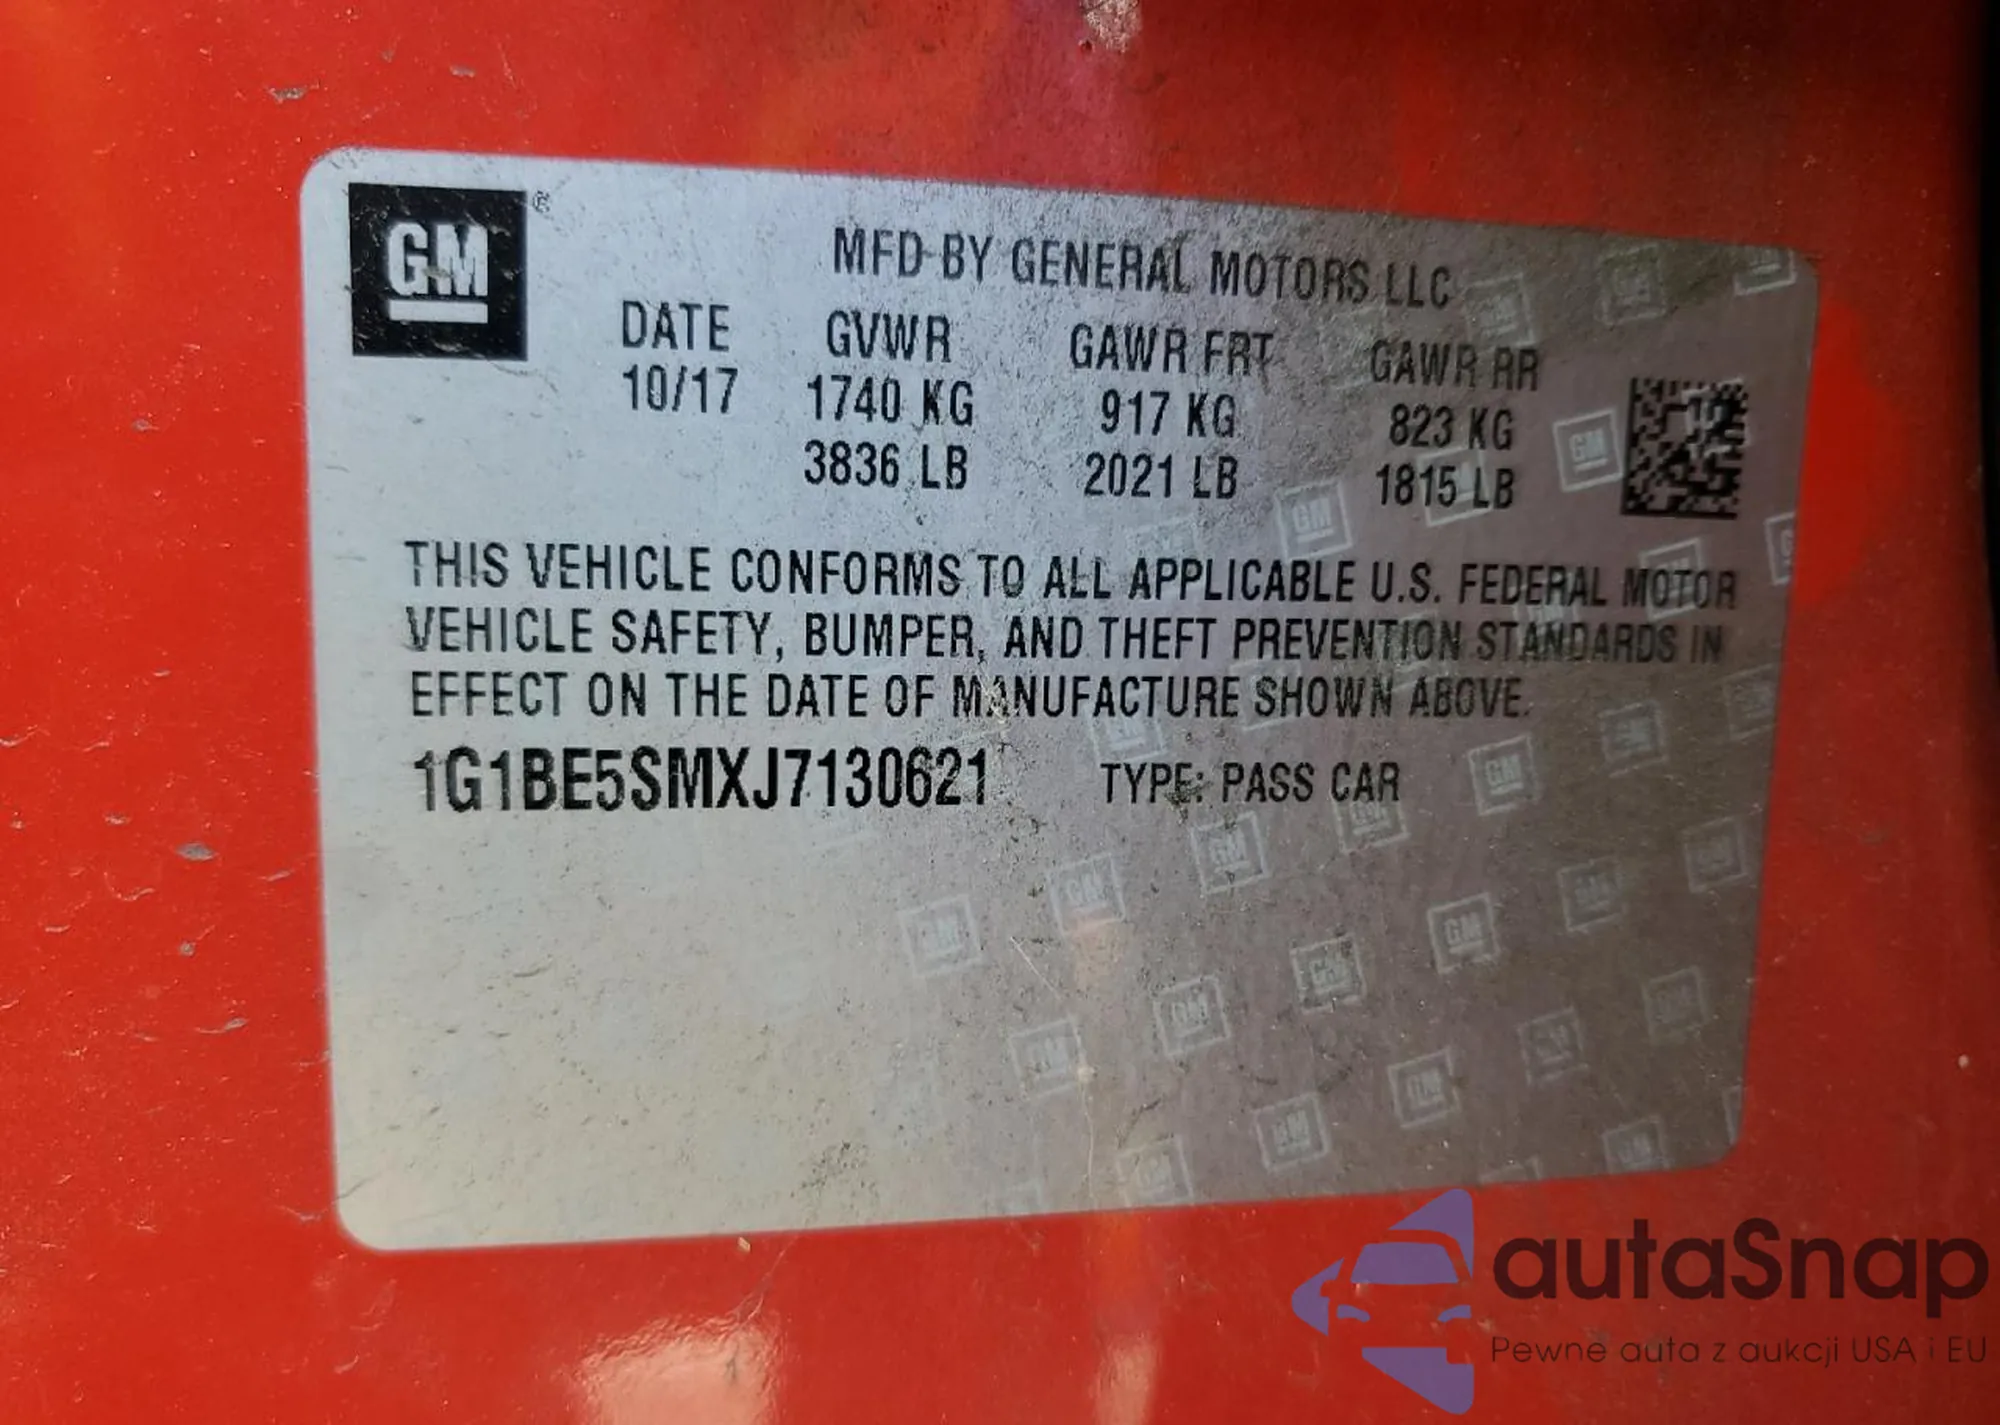 GM ®
MFD BY GENERAL MOTORS LLC
DATE GVWR GAWR FRT GAWR RR
10/17 1740 KG 917 KG 823 KG
3836 LB 2021 LB 1815 LB
THIS VEHICLE CONFORMS TO ALL APPLICABLE U.S. FEDERAL MOTOR
VEHICLE SAFETY, BUMPER, AND THEFT PREVENTION STANDARDS IN
EFFECT ON THE DATE OF MANUFACTURE SHOWN ABOVE.
1G1BE5SMXJ7130621 TYPE: PASS CAR
autaSnap
Pewne auta z aukcji USA i EU